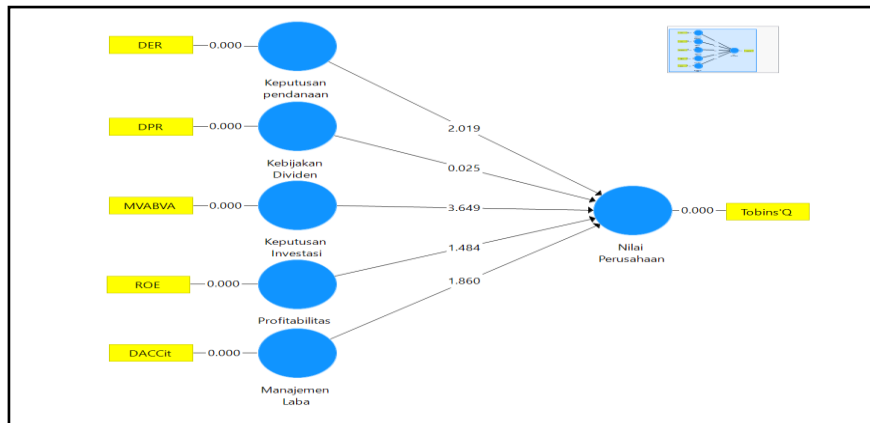 DER
0.000
Keputusan
pendanaan
2.019
DPR
0.000
Kebijakan
Dividen
0.025
MVABVA
0.000
Keputusan
Investasi
3.649
ROE
0.000
Profitabilitas
1.484
DACCit
0.000
Manajemen
Laba
1.860
Nilai
Perusahaan
0.000
Tobins'Q